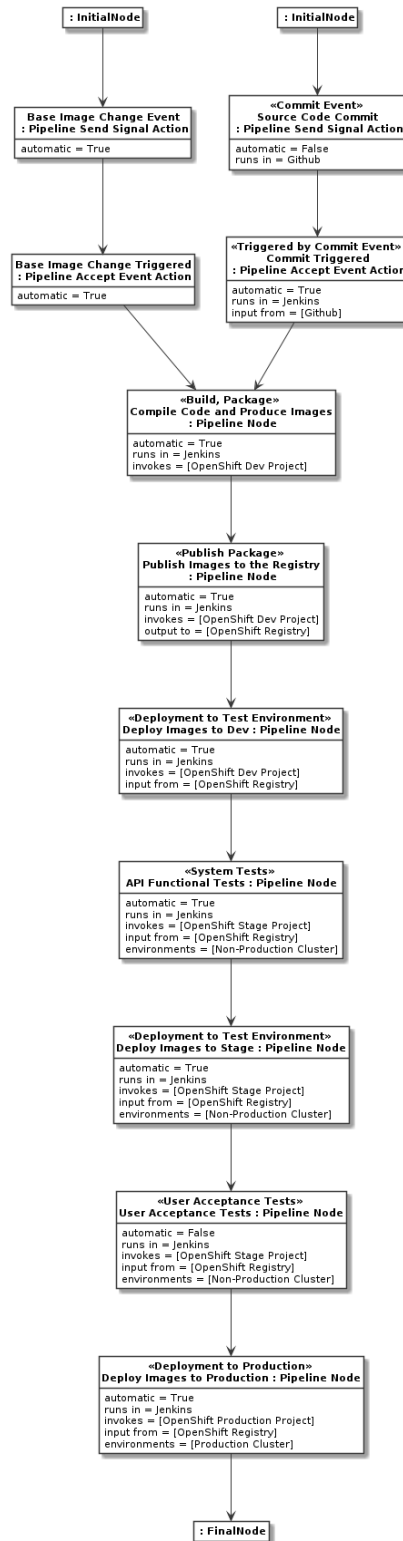 : InitialNode
: InitialNode
Base Image Change Event
: Pipeline Send Signal Action
automatic = True
«Commit Event»
Source Code Commit
: Pipeline Send Signal Action
automatic = False
runs in = Github
Base Image Change Triggered
: Pipeline Accept Event Action
automatic = True
«Triggered by Commit Event»
Commit Triggered
: Pipeline Accept Event Action
automatic = True
runs in = Jenkins
input from = [Github]
«Build, Package»
Compile Code and Produce Images
: Pipeline Node
automatic = True
runs in = Jenkins
invokes = [OpenShift Dev Project]
«Publish Package»
Publish Images to the Registry
: Pipeline Node
automatic = True
runs in = Jenkins
invokes = [OpenShift Dev Project]
output to = [OpenShift Registry]
«Deployment to Test Environment»
Deploy Images to Dev : Pipeline Node
automatic = True
runs in = Jenkins
invokes = [OpenShift Dev Project]
input from = [OpenShift Registry]
«System Tests»
API Functional Tests : Pipeline Node
automatic = True
runs in = Jenkins
invokes = [OpenShift Stage Project]
input from = [OpenShift Registry]
environments = [Non-Production Cluster]
«Deployment to Test Environment»
Deploy Images to Stage : Pipeline Node
automatic = True
runs in = Jenkins
invokes = [OpenShift Stage Project]
input from = [OpenShift Registry]
environments = [Non-Production Cluster]
«User Acceptance Tests»
User Acceptance Tests : Pipeline Node
automatic = False
runs in = Jenkins
invokes = [OpenShift Stage Project]
input from = [OpenShift Registry]
environments = [Non-Production Cluster]
«Deployment to Production»
Deploy Images to Production : Pipeline Node
automatic = True
runs in = Jenkins
invokes = [OpenShift Production Project]
input from = [OpenShift Registry]
environments = [Production Cluster]
: FinalNode